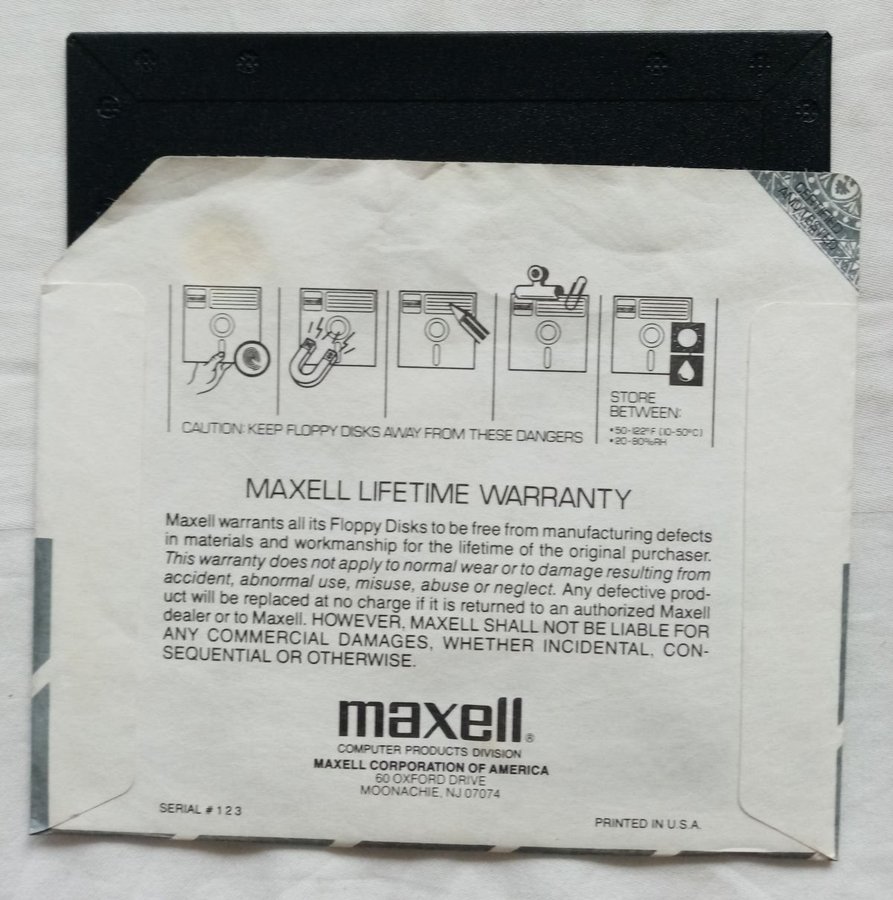 CERTIFIED
STORE
BETWEEN:
•50-122°F (10-50°C)
•20-80%RH
CAUTION: KEEP FLOPPY DISKS AWAY FROM THESE DANGERS
MAXELL LIFETIME WARRANTY
Maxell warrants all its Floppy Disks to be free from manufacturing defects
in materials and workmanship for the lifetime of the original purchaser.
This warranty does not apply to normal wear or to damage resulting from
accident, abnormal use, misuse, abuse or neglect. Any defective prod-
uct will be replaced at no charge if it is returned to an authorized Maxell
dealer or to Maxell. HOWEVER, MAXELL SHALL NOT BE LIABLE FOR
ANY COMMERCIAL DAMAGES, WHETHER INCIDENTAL, CON-
SEQUENTIAL OR OTHERWISE.
maxell®
COMPUTER PRODUCTS DIVISION
MAXELL CORPORATION OF AMERICA
60 OXFORD DRIVE
MOONACHIE, NJ 07074
SERIAL # 1 2 3
PRINTED IN U.S.A.